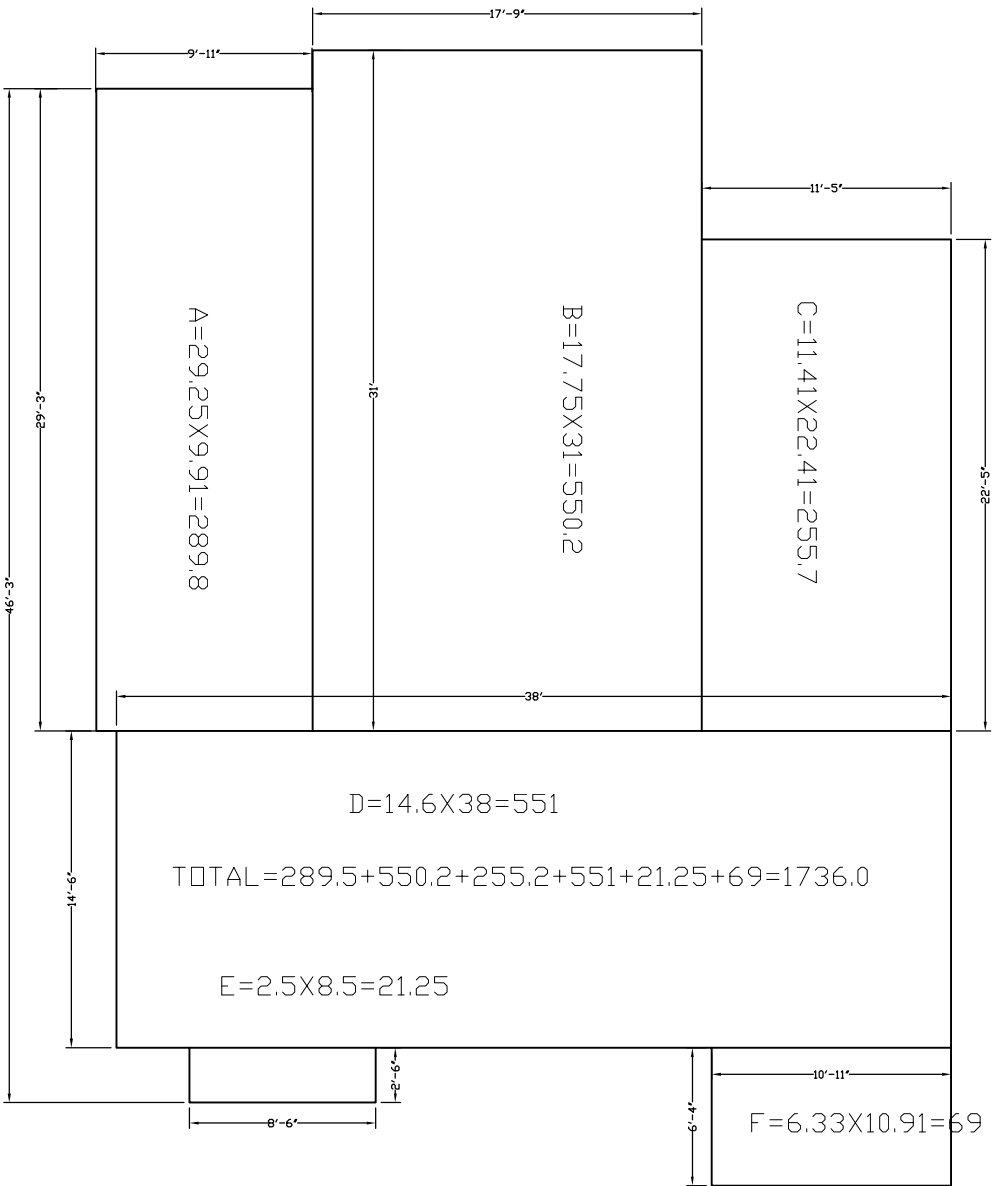 17'-9"
9'-11"
11'-5"
A=29.25X9.91=289.8
B=17.75X31=550.2
C=11.41X22.41=255.7
29'-3"
31'
22'-5"
46'-3"
38'
D=14.6X38=551
TOTAL=289.5+550.2+255.2+551+21.25+69=1736.0
14'-6"
E=2.5X8.5=21.25
2'-6"
8'-6"
10'-11"
6'-4"
F=6.33X10.91=69